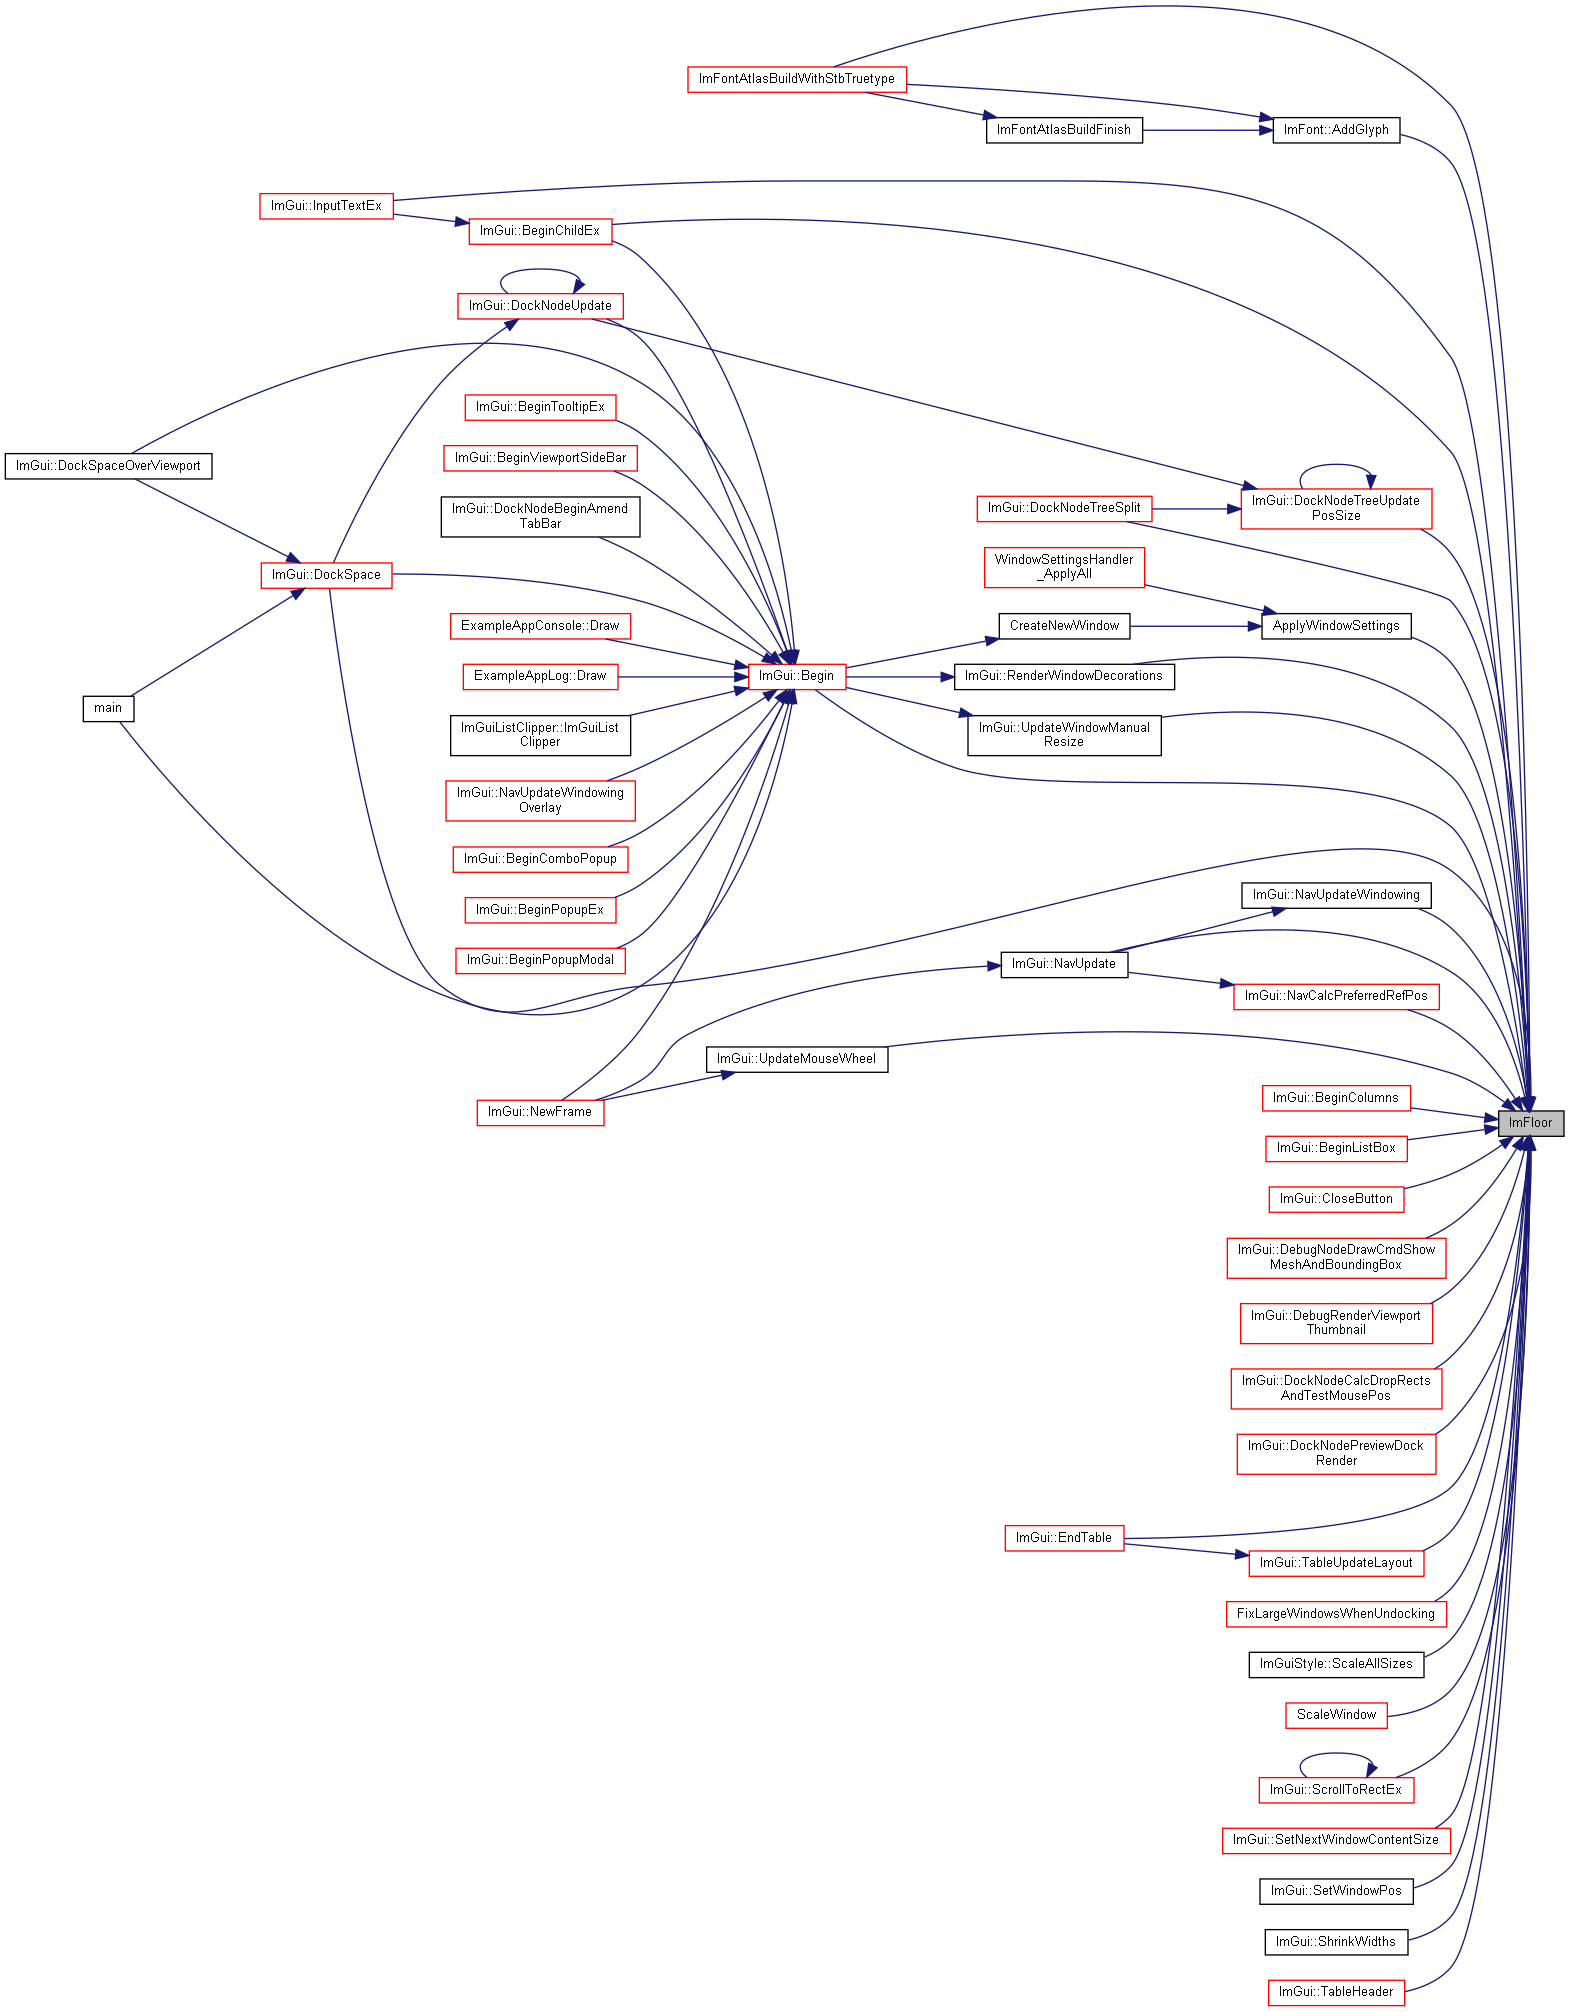 ImFontAtlasBuildWithStbTruetype
ImFontAtlasBuildFinish
ImFont::AddGlyph
ImGui::InputTextEx
ImGui::BeginChildEx
ImGui::DockNodeUpdate
ImGui::BeginTooltipEx
ImGui::BeginViewportSideBar
ImGui::DockSpaceOverViewport
ImGui::DockNodeBeginAmend
TabBar
ImGui::DockNodeTreeSplit
ImGui::DockNodeTreeUpdate
PosSize
WindowSettingsHandler
_ApplyAll
ImGui::DockSpace
ExampleAppConsole::Draw
CreateNewWindow
ApplyWindowSettings
ExampleAppLog::Draw
ImGui::Begin
ImGui::RenderWindowDecorations
main
ImGuiListClipper::ImGuiList
Clipper
ImGui::UpdateWindowManual
Resize
ImGui::NavUpdateWindowing
Overlay
ImGui::BeginComboPopup
ImGui::BeginPopupEx
ImGui::NavUpdateWindowing
ImGui::BeginPopupModal
ImGui::NavUpdate
ImGui::NavCalcPreferredRefPos
ImGui::UpdateMouseWheel
ImGui::NewFrame
ImGui::BeginColumns
ImFloor
ImGui::BeginListBox
ImGui::CloseButton
ImGui::DebugNodeDrawCmdShow
MeshAndBoundingBox
ImGui::DebugRenderViewport
Thumbnail
ImGui::DockNodeCalcDropRects
AndTestMousePos
ImGui::DockNodePreviewDock
Render
ImGui::EndTable
ImGui::TableUpdateLayout
FixLargeWindowsWhenUndocking
ImGuiStyle::ScaleAllSizes
ScaleWindow
ImGui::ScrollToRectEx
ImGui::SetNextWindowContentSize
ImGui::SetWindowPos
ImGui::ShrinkWidths
ImGui::TableHeader